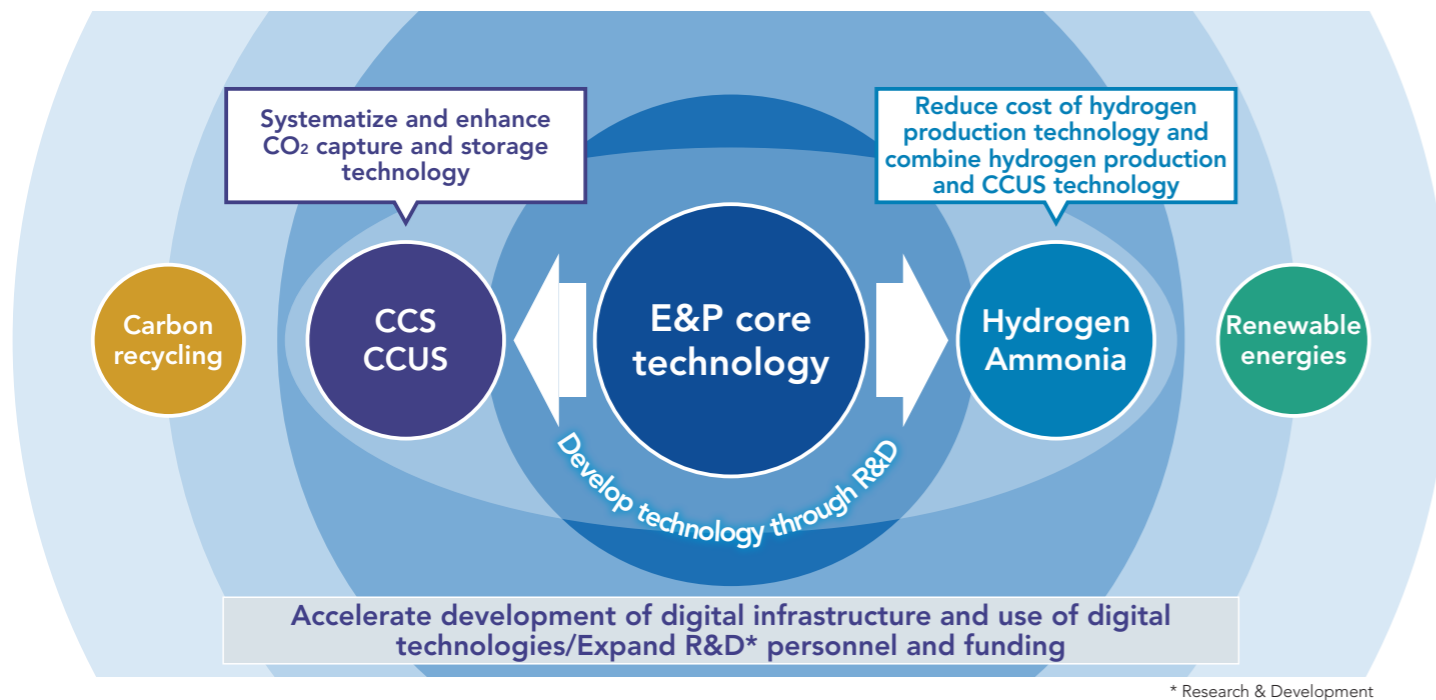 Systematize and enhance
CO₂ capture and storage
technology
Reduce cost of hydrogen
production technology and
combine hydrogen production
and CCUS technology
Carbon
recycling
CCS
CCUS
E&P core
technology
Hydrogen
Ammonia
Renewable
energies
Develop technology through R&D
Accelerate development of digital infrastructure and use of digital
technologies/Expand R&D* personnel and funding
* Research & Development